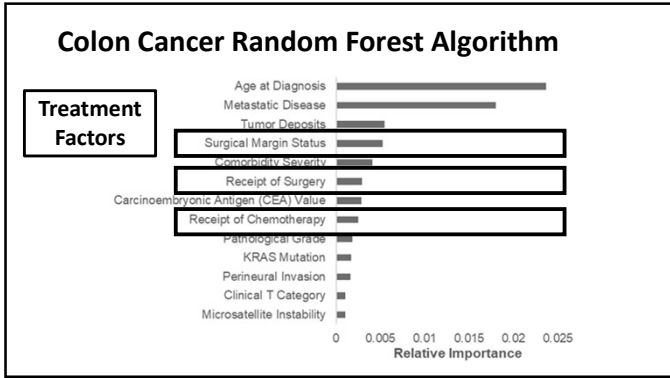 Colon Cancer Random Forest Algorithm
Treatment
Factors
Age at Diagnosis
Metastatic Disease
Tumor Deposits
Surgical Margin Status
Comorbidity Severity
Receipt of Surgery
Carcinoembryonic Antigen (CEA) Value
Receipt of Chemotherapy
Pathological Grade
KRAS Mutation
Perineural Invasion
Clinical T Category
Microsatellite Instability
0 0.005 0.01 0.015 0.02 0.025
Relative Importance